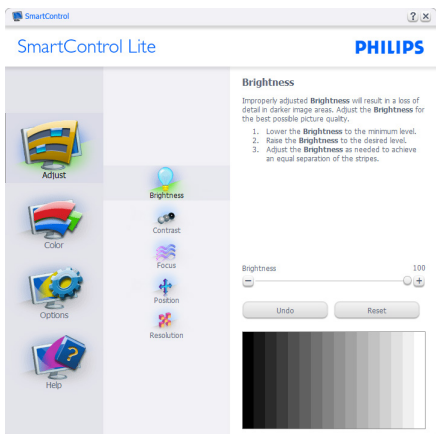 SmartControl
SmartControl Lite
PHILIPS
Adjust
Color
Options
Help
Brightness
Contrast
Focus
Position
Resolution
Brightness
Improperly adjusted Brightness will result in a loss of
detail in darker image areas. Adjust the Brightness for
the best possible picture quality.
1. Lower the Brightness to the minimum level.
2. Raise the Brightness to the desired level.
3. Adjust the Brightness as needed to achieve
an equal separation of the stripes.
Brightness 100
Undo Reset